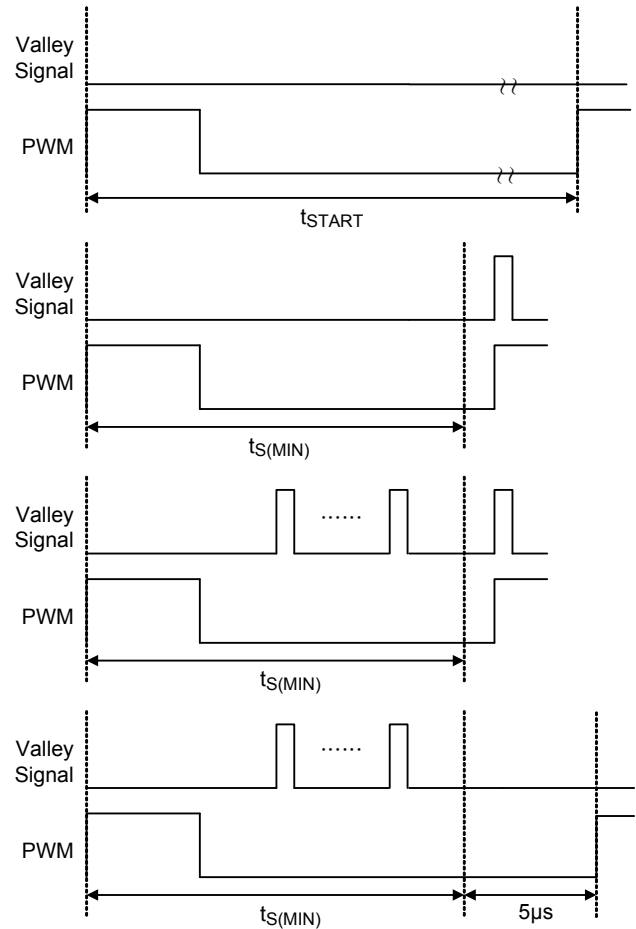 Valley
Signal
PWM
tSTART
Valley
Signal
PWM
tS(MIN)
Valley
Signal
......
PWM
tS(MIN)
Valley
Signal
......
PWM
tS(MIN)
5µs